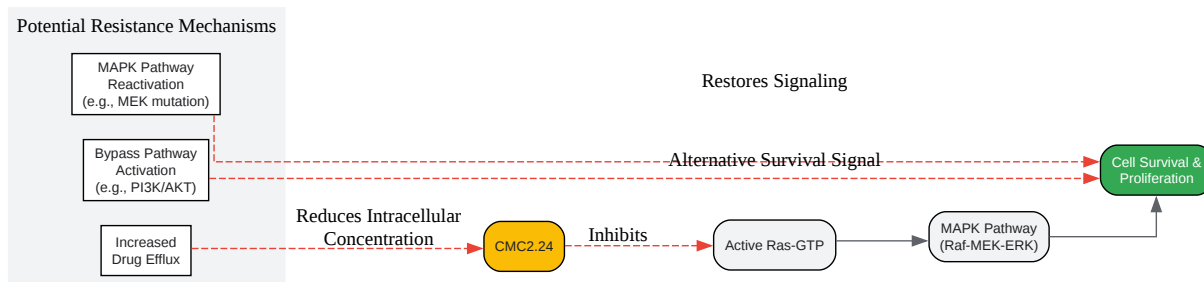 Potential Resistance Mechanisms
MAPK Pathway
Reactivation
(e.g., MEK mutation)
Restores Signaling
Bypass Pathway
Activation
(e.g., PI3K/AKT)
Alternative Survival Signal
Cell Survival &
Proliferation
Increased
Drug Efflux
Reduces Intracellular
Concentration
CMC2.24
Inhibits
Active Ras-GTP
MAPK Pathway
(Raf-MEK-ERK)